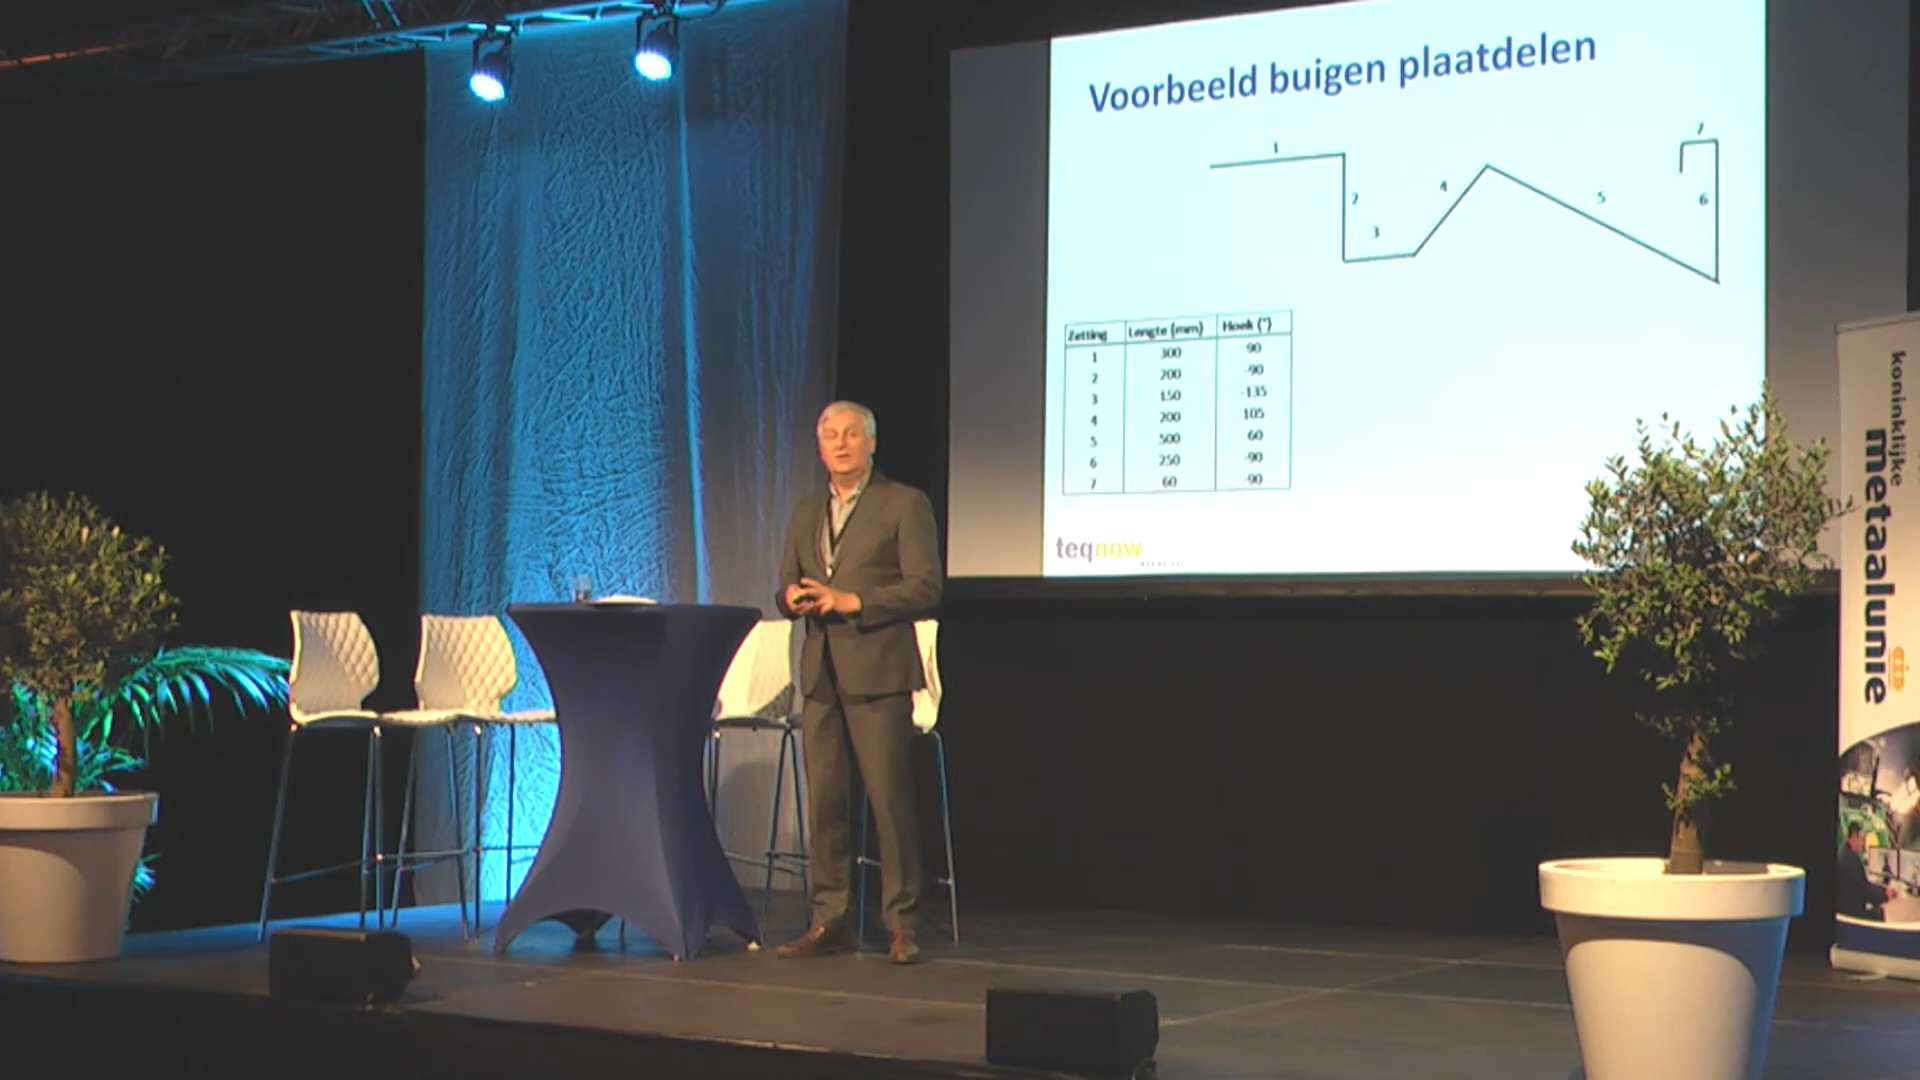 Voorbeeld buigen plaatdelen
1
2
3
4
5
6
7
Zetting Lengte (mm) Hoek (°)
1 300 90
2 200 -90
3 150 -135
4 200 105
5 500 60
6 250 -90
7 60 -90
teqnow
koninklijke
metaalunie